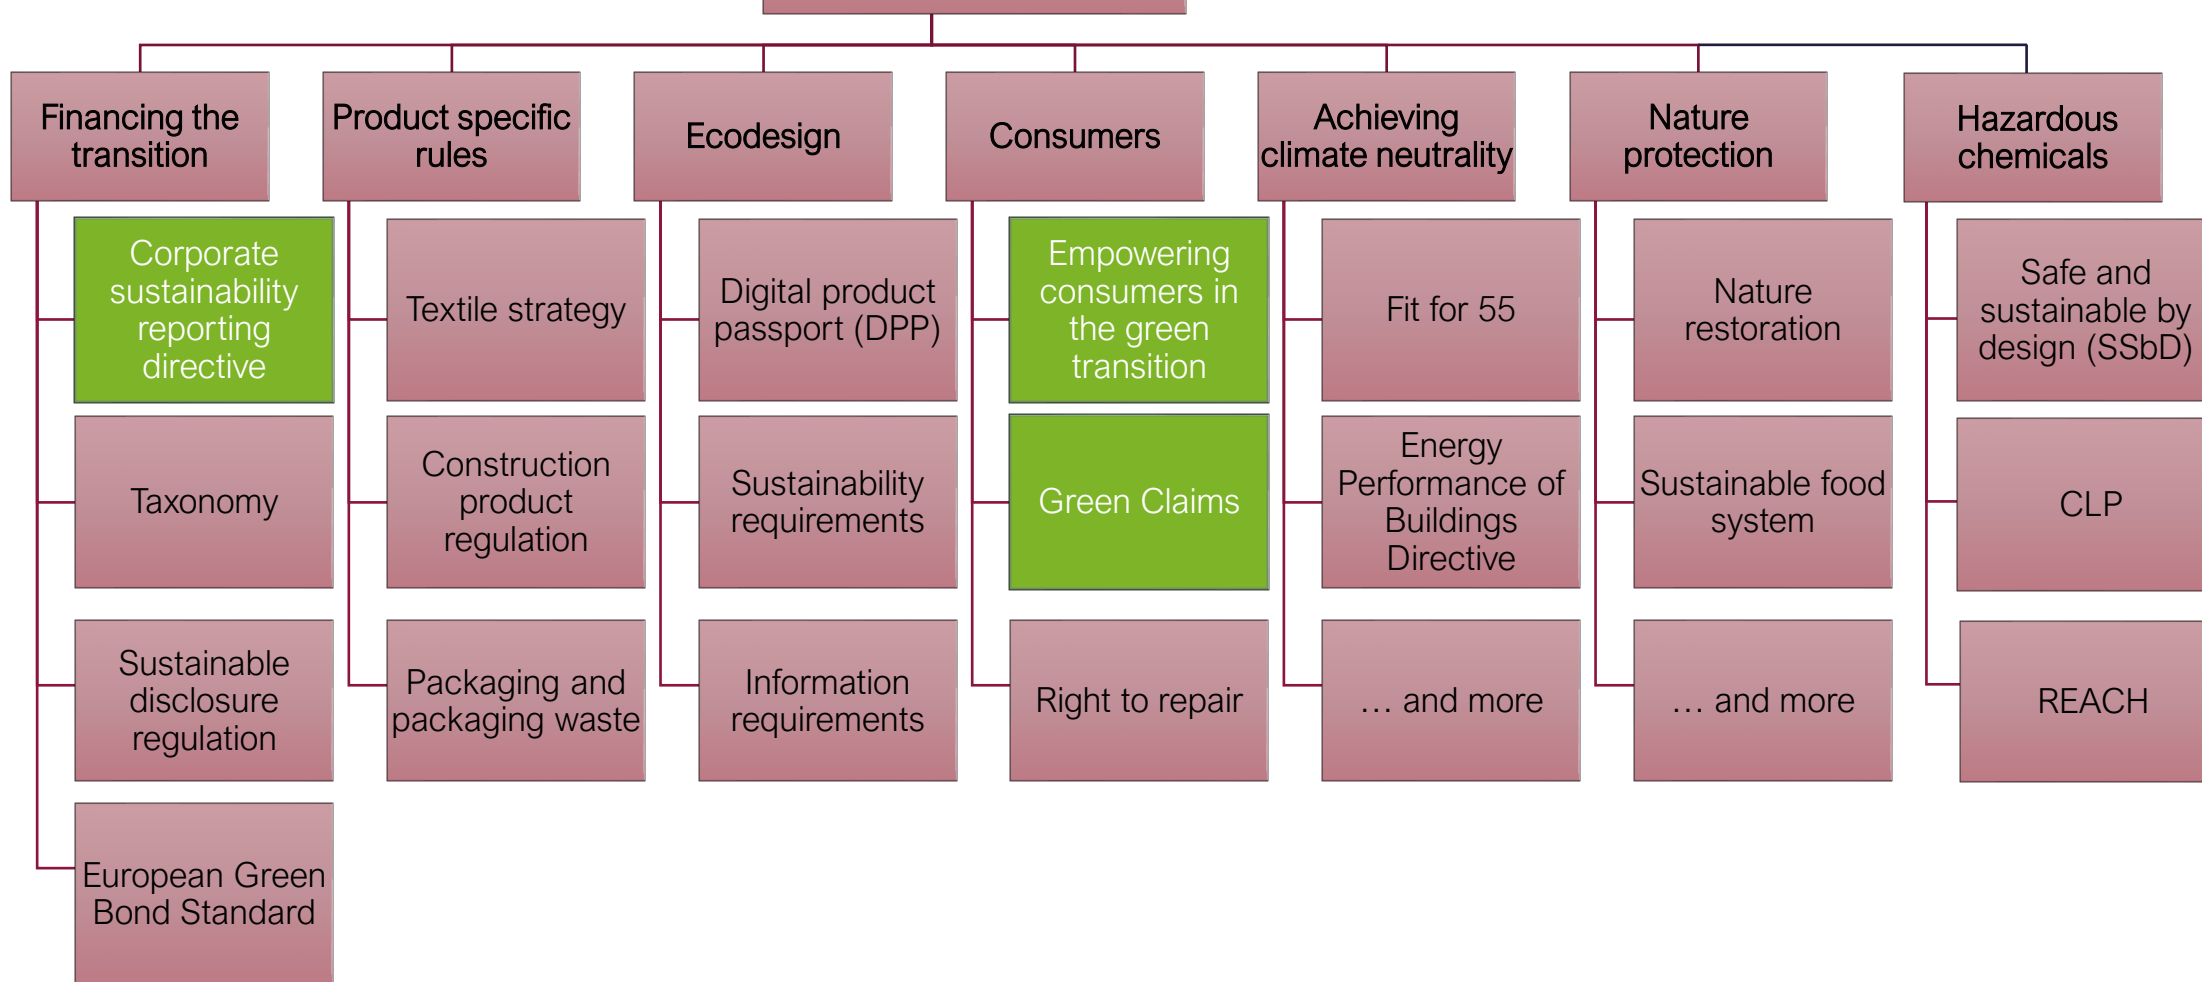 Financing the
transition
Product specific
rules
Ecodesign
Consumers
Achieving
climate neutrality
Nature
protection
Hazardous
chemicals
Corporate
sustainability
reporting
directive
Textile strategy
Digital product
passport (DPP)
Empowering
consumers in
the green
transition
Fit for 55
Nature
restoration
Safe and
sustainable by
design (SSbD)
Taxonomy
Construction
product
regulation
Sustainability
requirements
Green Claims
Energy
Performance of
Buildings
Directive
Sustainable food
system
CLP
Sustainable
disclosure
regulation
Packaging and
packaging waste
Information
requirements
Right to repair
… and more
… and more
REACH
European Green
Bond Standard